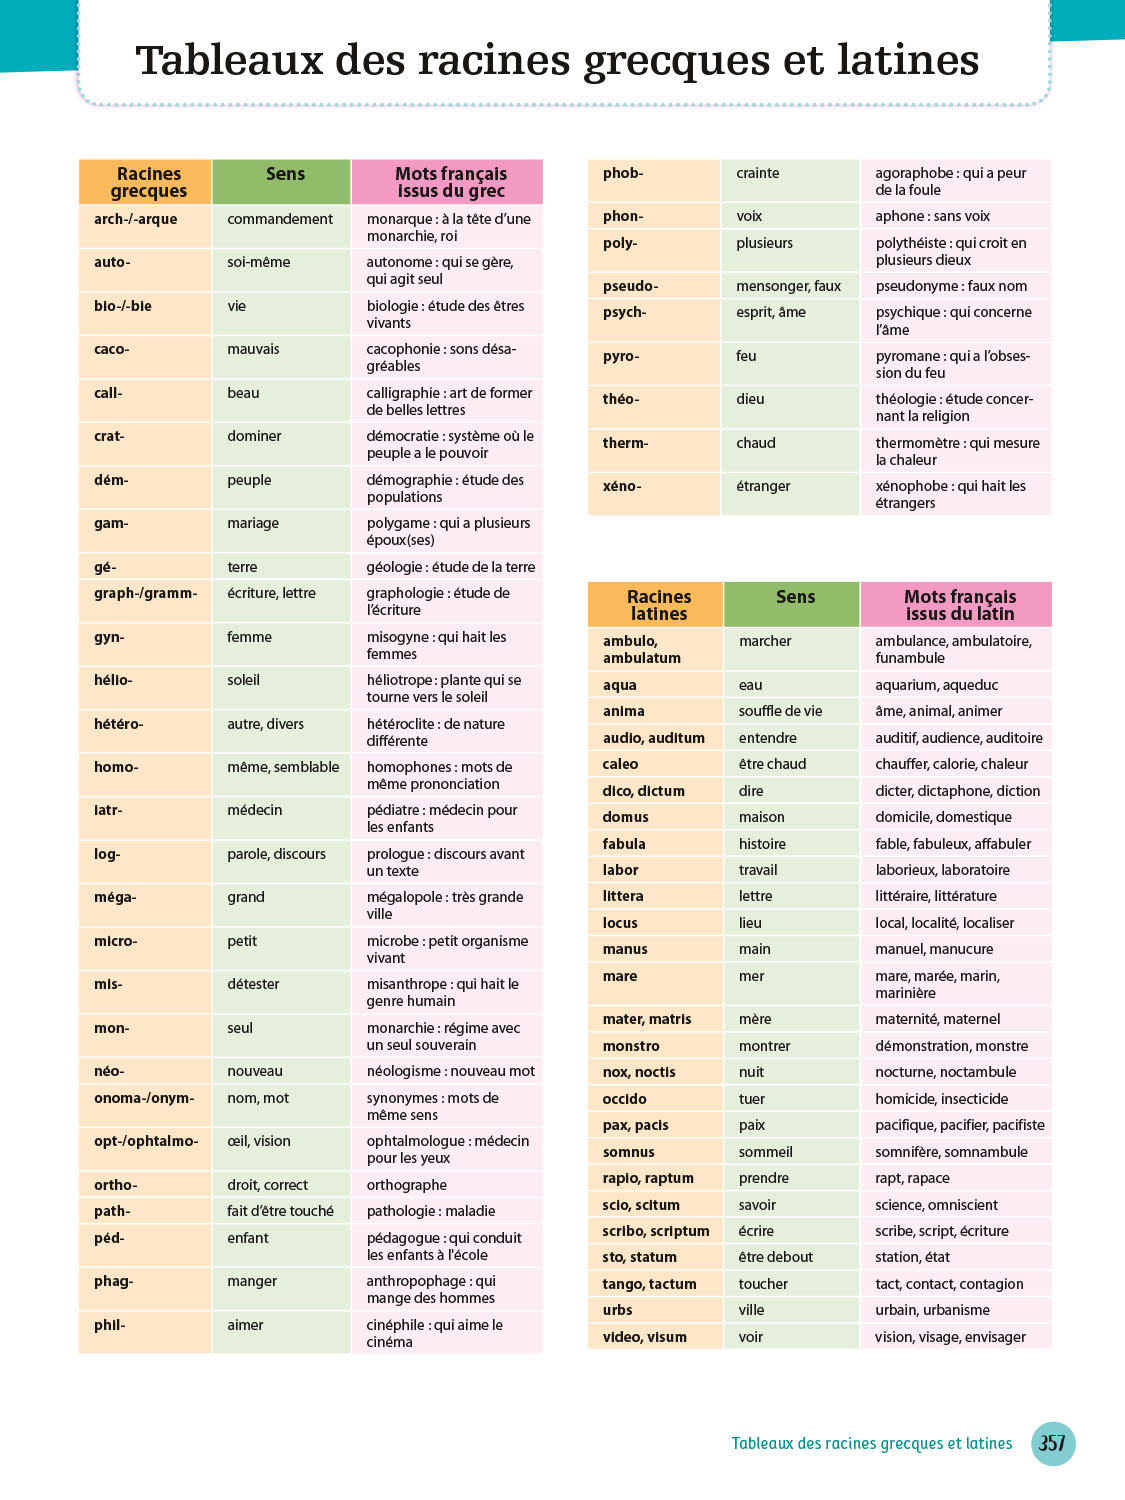 Tableaux des racines grecques et latines
Racines grecques Sens Mots français issus du grec
arch-/-arque commandement monarque : à la tête d’une
monarchie, roi
auto- soi-même autonome : qui se gère,
qui agit seul
bio-/-bie vie biologie : étude des êtres
vivants
caco- mauvais cacophonie : sons désa-
gréables
call- beau calligraphie : art de former
de belles lettres
crat- dominer démocratie : système où le
peuple a le pouvoir
dém- peuple démographie : étude des
populations
gam- mariage polygame : qui a plusieurs
époux(ses)
gé- terre géologie : étude de la terre
graph-/gramm- écriture, lettre graphologie : étude de
l’écriture
gyn- femme misogyne : qui hait les
femmes
hélio- soleil héliotrope : plante qui se
tourne vers le soleil
hétéro- autre, divers hétéroclite : de nature
différente
homo- même, semblable homophones : mots de
même prononciation
iatr- médecin pédiatre : médecin pour
les enfants
log- parole, discours prologue : discours avant
un texte
méga- grand mégalopole : très grande
ville
micro- petit microbe : petit organisme
vivant
mis- détester misanthrope : qui hait le
genre humain
mon- seul monarchie : régime avec
un seul souverain
néo- nouveau néologisme : nouveau mot
onoma-/onym- nom, mot synonymes : mots de
même sens
opt-/ophtalmo- œil, vision ophtalmologue : médecin
pour les yeux
ortho- droit, correct orthographe
path- fait d’être touché pathologie : maladie
péd- enfant pédagogue : qui conduit
les enfants à l'école
phag- manger anthropophage : qui
mange des hommes
phil- aimer cinéphile : qui aime le
cinéma
phob- crainte agoraphobe : qui a peur
de la foule
phon- voix aphone : sans voix
poly- plusieurs polythéiste : qui croit en
plusieurs dieux
pseudo- mensonger, faux pseudonyme : faux nom
psych- esprit, âme psychique : qui concerne
l’âme
pyro- feu pyromane : qui a l’obses-
sion du feu
théo- dieu théologie : étude concer-
nant la religion
therm- chaud thermomètre : qui mesure
la chaleur
xéno- étranger xénophobe : qui hait les
étrangers
Racines latines Sens Mots français issus du latin
ambulo, marcher ambulance, ambulatoire,
ambulatum funambule
aqua eau aquarium, aqueduc
anima souffle de vie âme, animal, animer
audio, auditum entendre auditif, audience, auditoire
caleo être chaud chauffer, calorie, chaleur
dico, dictum dire dicter, dictaphone, diction
domus maison domicile, domestique
fabula histoire fable, fabuleux, affabuler
labor travail laborieux, laboratoire
littera lettre littéraire, littérature
locus lieu local, localité, localiser
manus main manuel, manucure
mare mer mare, marée, marin,
marinière
mater, matris mère maternité, maternel
monstro montrer démonstration, monstre
nox, noctis nuit nocturne, noctambule
occido tuer homicide, insecticide
pax, pacis paix pacifique, pacifier, pacifiste
somnus sommeil somnifère, somnambule
rapio, raptum prendre rapt, rapace
scio, scitum savoir science, omniscient
scribo, scriptum écrire scribe, script, écriture
sto, statum être debout station, état
tango, tactum toucher tact, contact, contagion
urbs ville urbain, urbanisme
video, visum voir vision, visage, envisager
Tableaux des racines grecques et latines 357